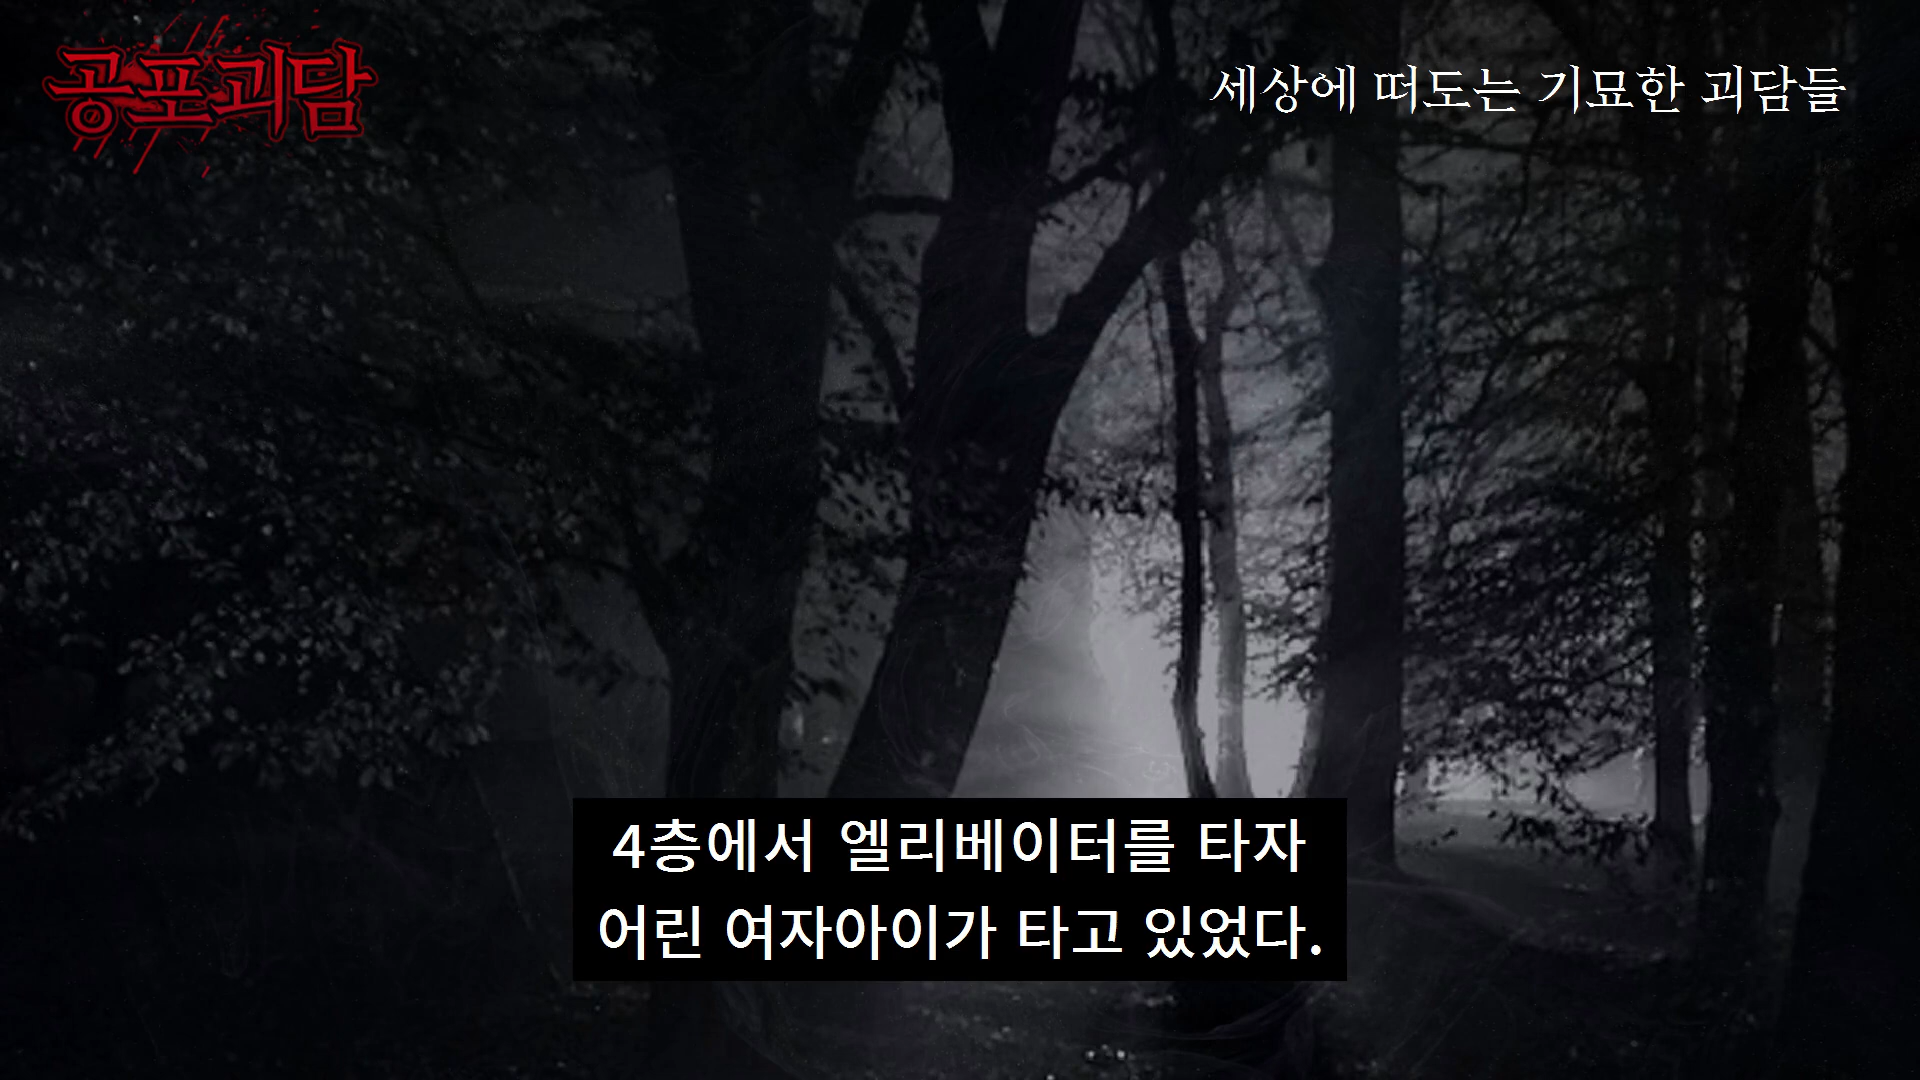 공포괴담
세상에 떠도는 기묘한 괴담들
4층에서 엘리베이터를 타자
어린 여자아이가 타고 있었다.